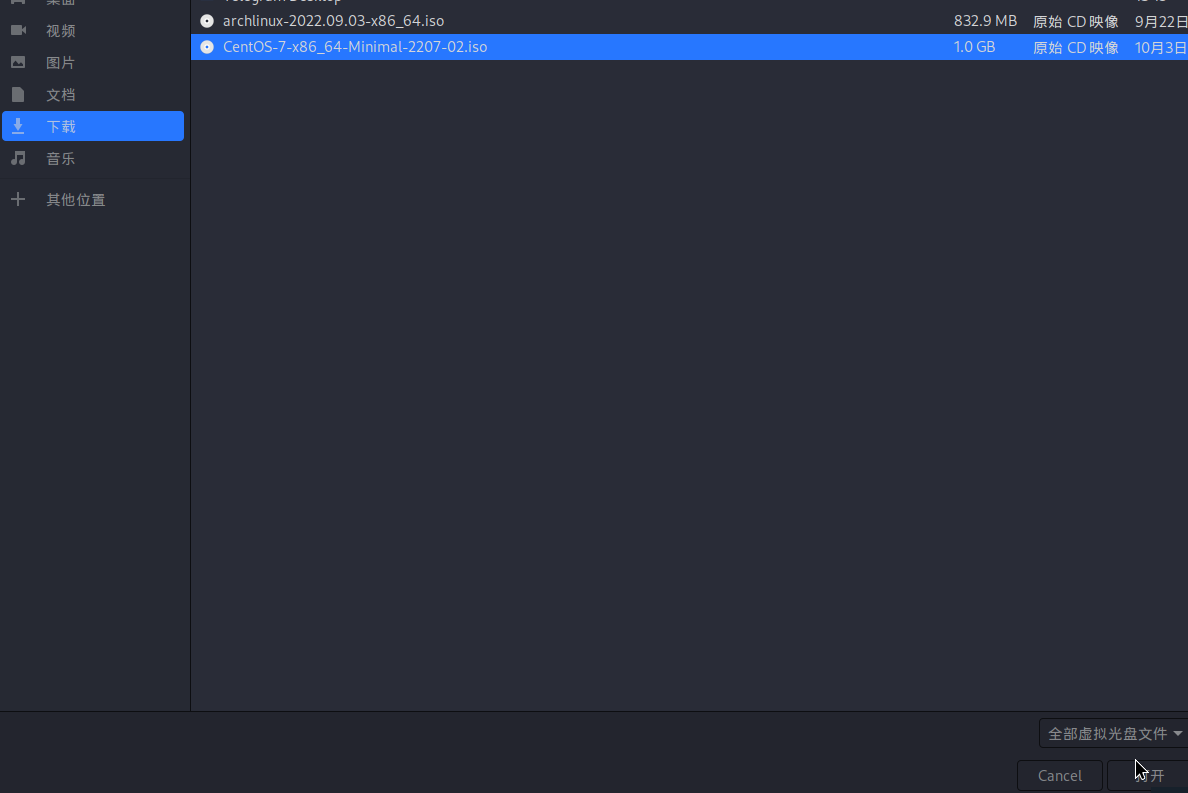 archlinux-2022.09.03-x86_64.iso 832.9 MB 原始 CD 映像 9月22日
视频
CentOS-7-x86_64-Minimal-2207-02.iso 1.0 GB 原始 CD 映像 10月3日
图片
文档
下载
音乐
其他位置
全部虚拟光盘文件
Cancel 打开